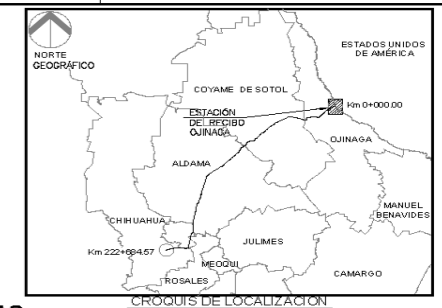 NORTE
GEOGRÁFICO
ESTADOS UNIDOS
DE AMÉRICA
COYAME DE SOTOL
Km 0+000.00
ESTACIÓN
DE RECIBO
OJINAGA
OJINAGA
ALDAMA
MANUEL
BENAVIDES
CHIHUAHUA
Km 222+684.57
JULIMES
MEOQUI
ROSALES
CAMARGO
CROQUIS DE LOCALIZACIÓN